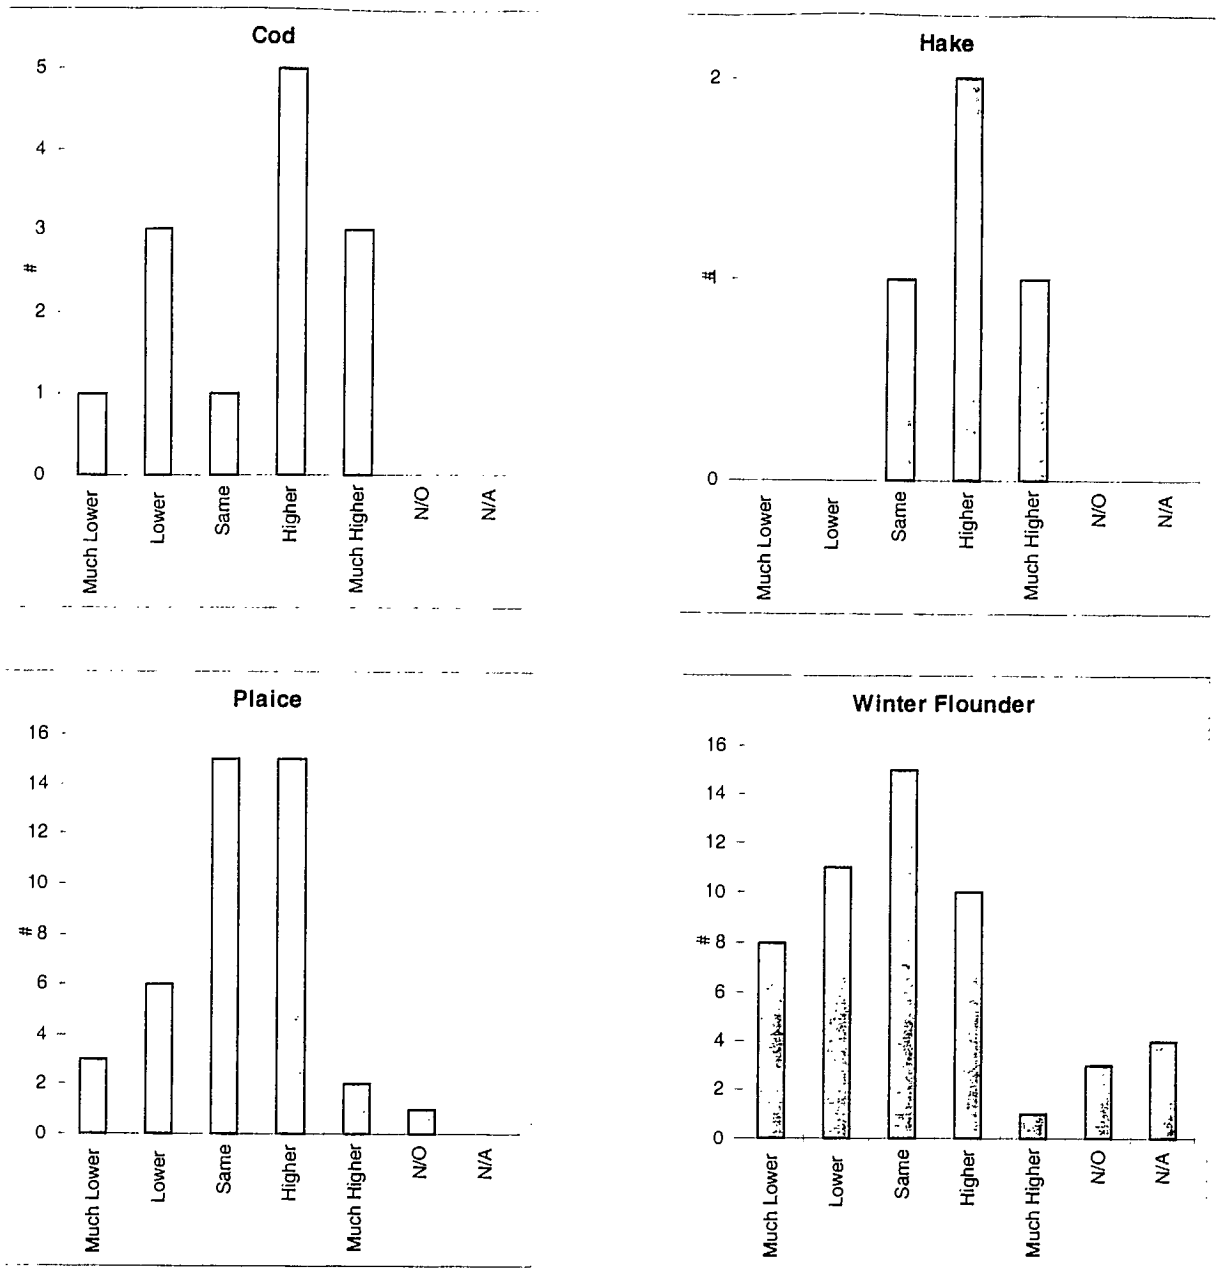 Cod
5
4
3
#
2
1
0
Much Lower
Lower
Same
Higher
Much Higher
N/O
N/A
Hake
2
#
1
0
Much Lower
Lower
Same
Higher
Much Higher
N/O
N/A
Plaice
16
14
12
10
# 8
6
4
2
0
Much Lower
Lower
Same
Higher
Much Higher
N/O
N/A
Winter Flounder
16
14
12
10
# 8
6
4
2
0
Much Lower
Lower
Same
Higher
Much Higher
N/O
N/A